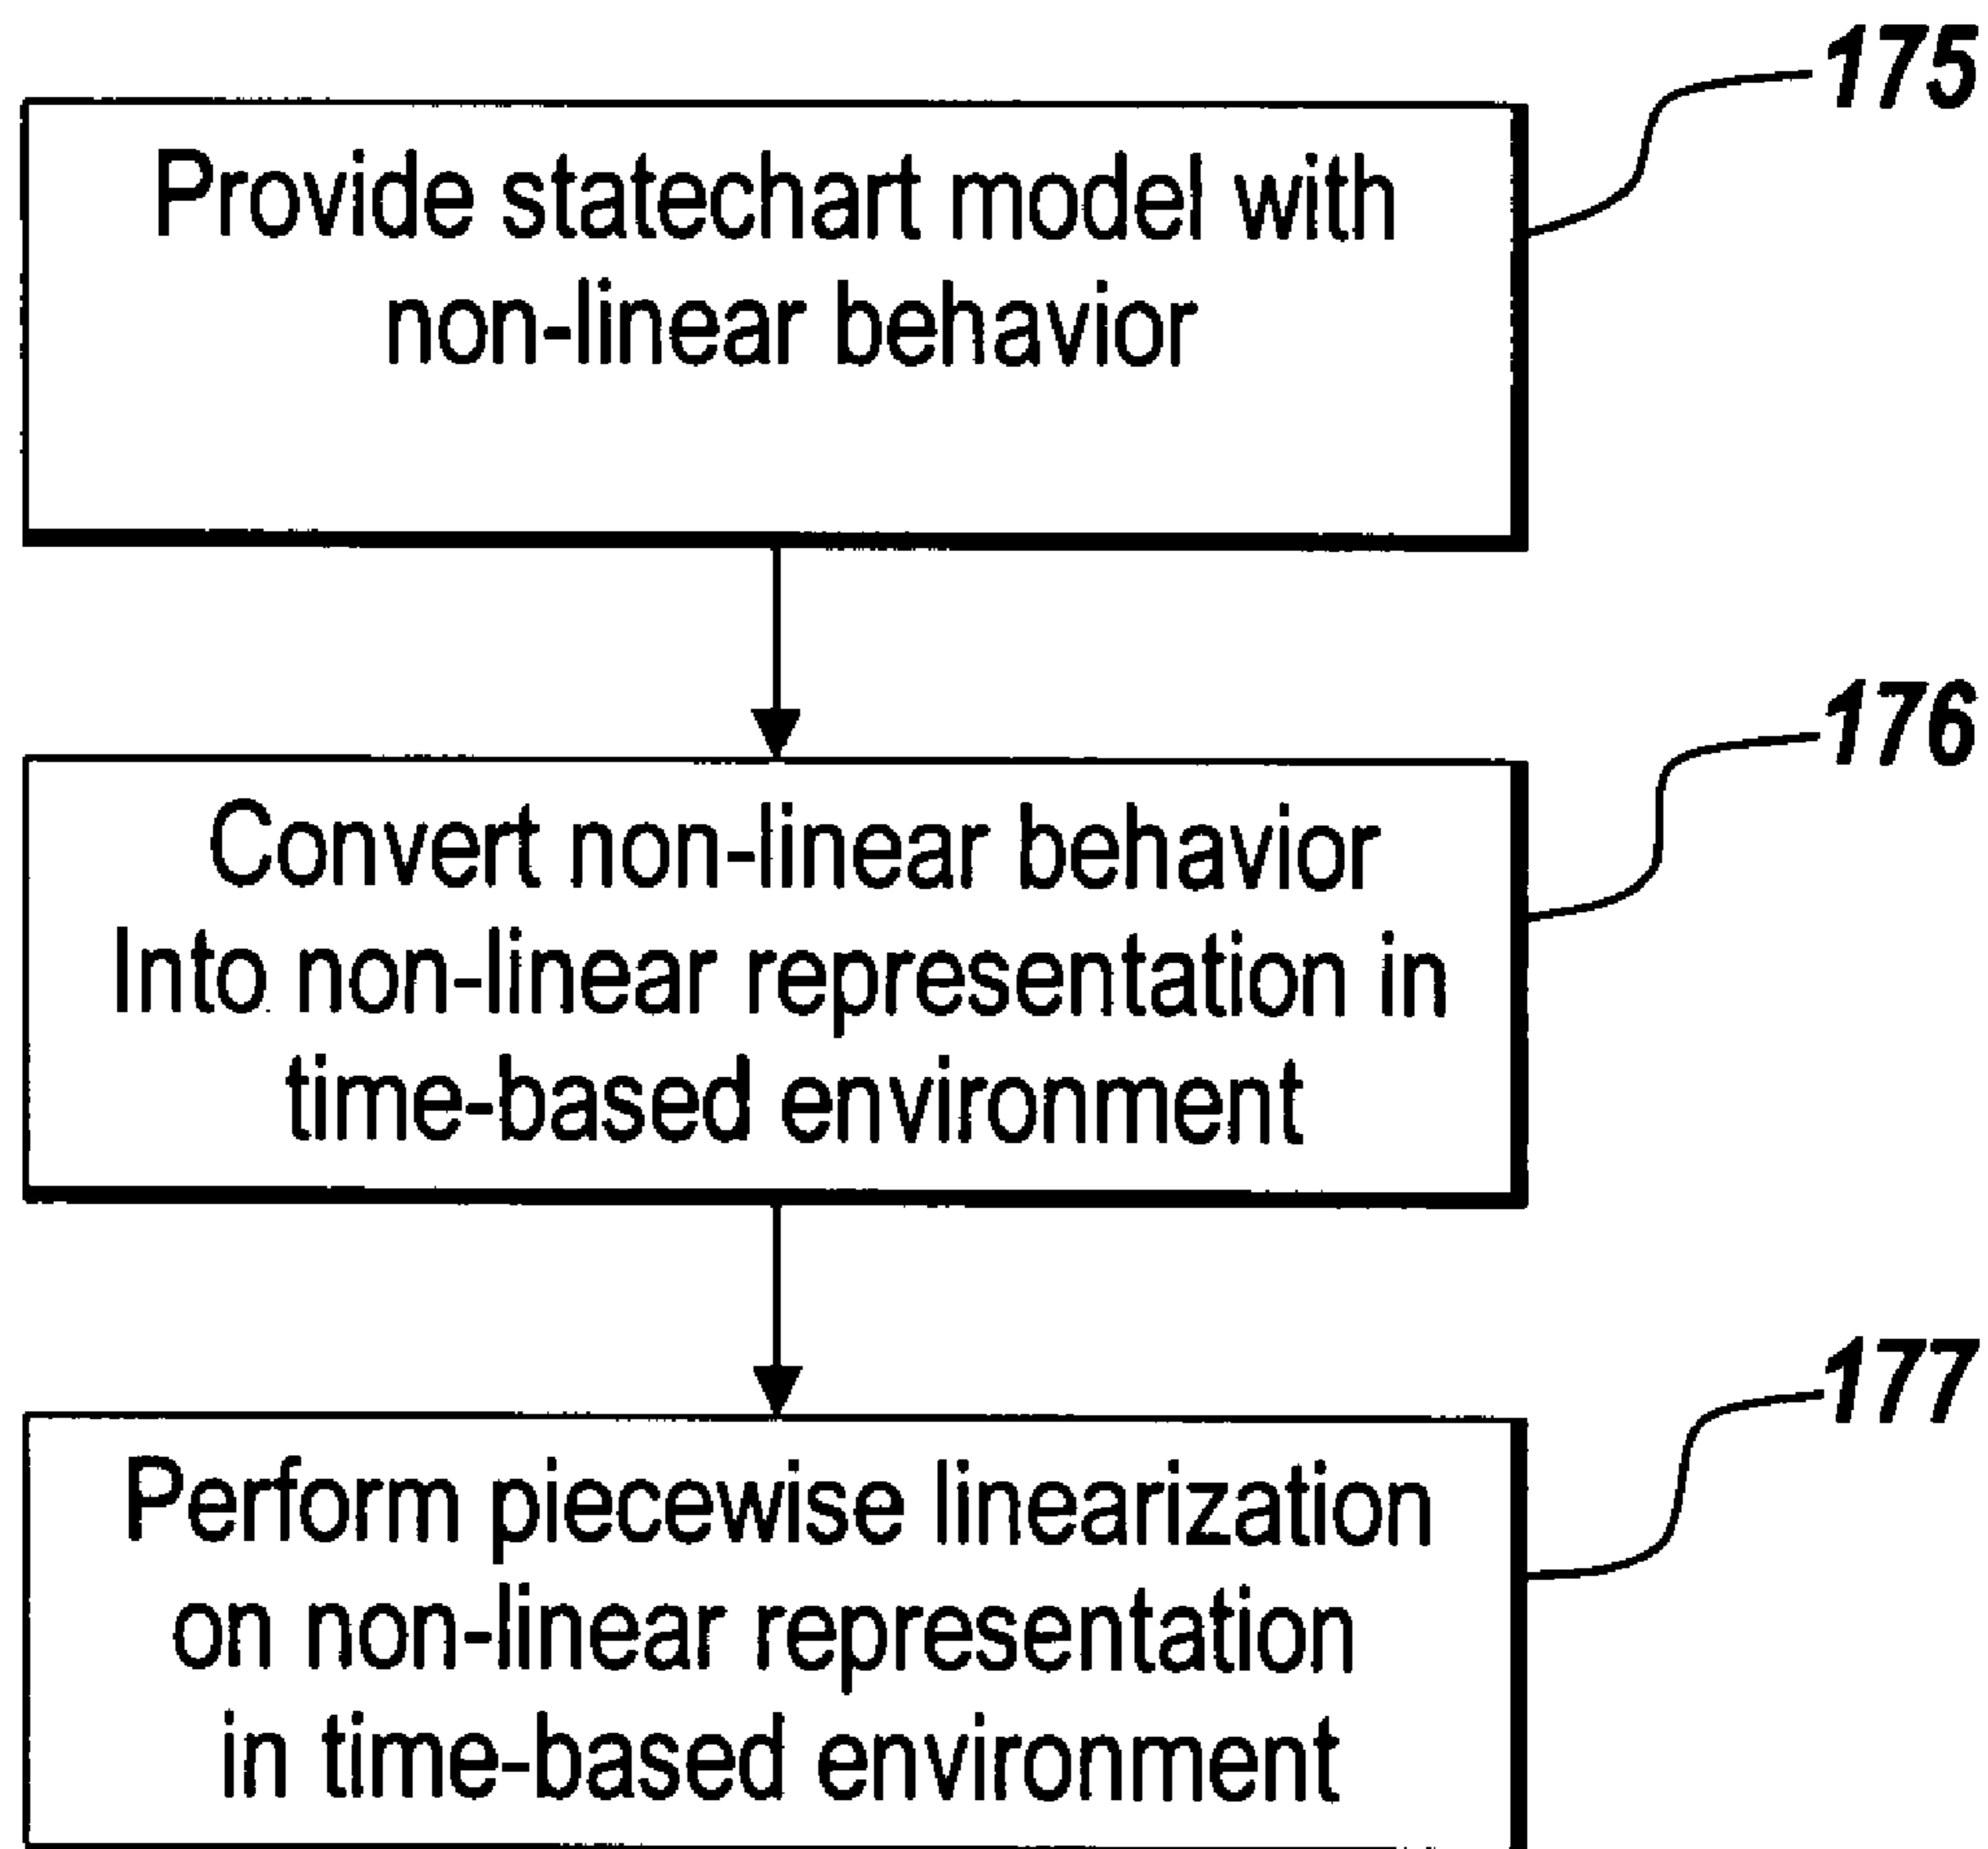 175
Provide statechart model with
non-linear behavior
176
Convert non-linear behavior
Into non-linear representation in
time-based environment
177
Perform piecewise linearization
on non-linear representation
in time-based environment